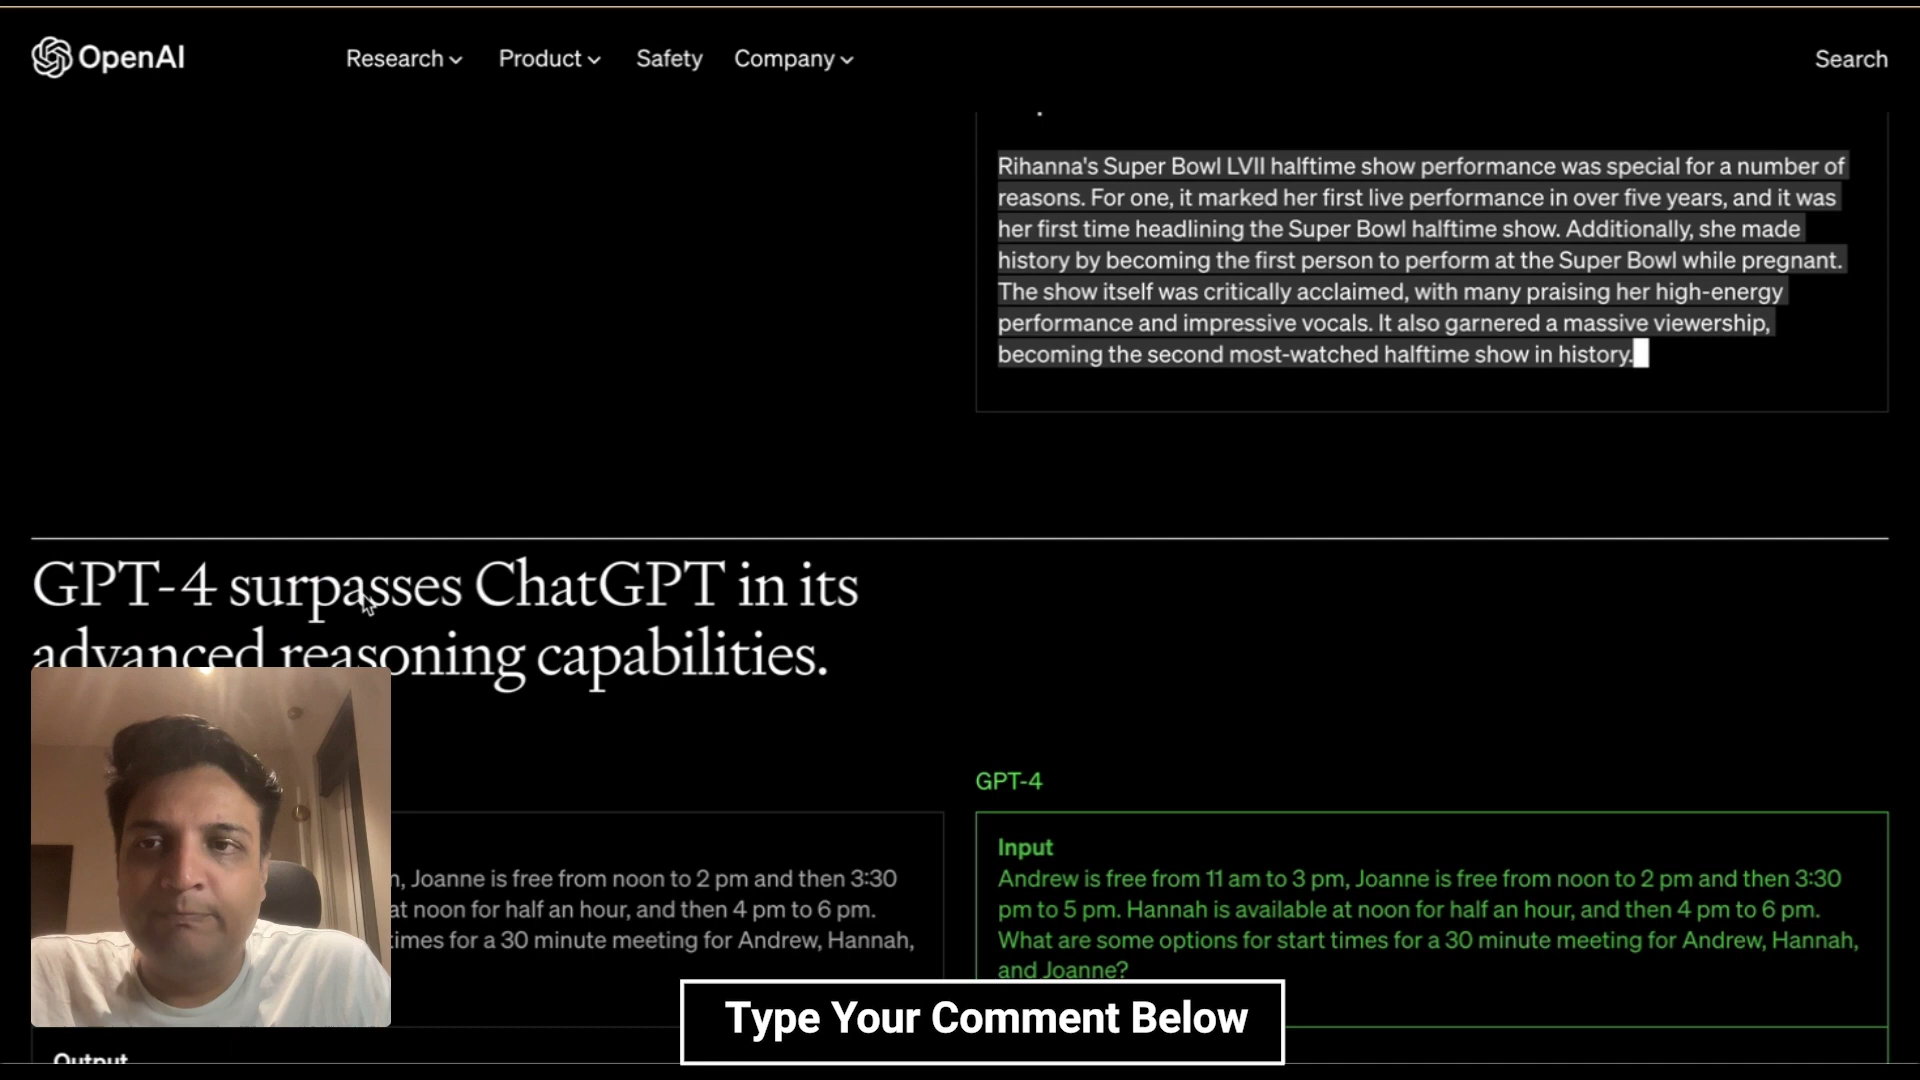 OpenAI
Research
Product
Safety
Company
Search
Rihanna's Super Bowl LVII halftime show performance was special for a number of
reasons. For one, it marked her first live performance in over five years, and it was
her first time headlining the Super Bowl halftime show. Additionally, she made
history by becoming the first person to perform at the Super Bowl while pregnant.
The show itself was critically acclaimed, with many praising her high-energy
performance and impressive vocals. It also garnered a massive viewership,
becoming the second most-watched halftime show in history.
GPT-4 surpasses ChatGPT in its
advanced reasoning capabilities.
, Joanne is free from noon to 2 pm and then 3:30
at noon for half an hour, and then 4 pm to 6 pm.
times for a 30 minute meeting for Andrew, Hannah,
Output
GPT-4
Input
Andrew is free from 11 am to 3 pm, Joanne is free from noon to 2 pm and then 3:30
pm to 5 pm. Hannah is available at noon for half an hour, and then 4 pm to 6 pm.
What are some options for start times for a 30 minute meeting for Andrew, Hannah,
and Joanne?
Type Your Comment Below